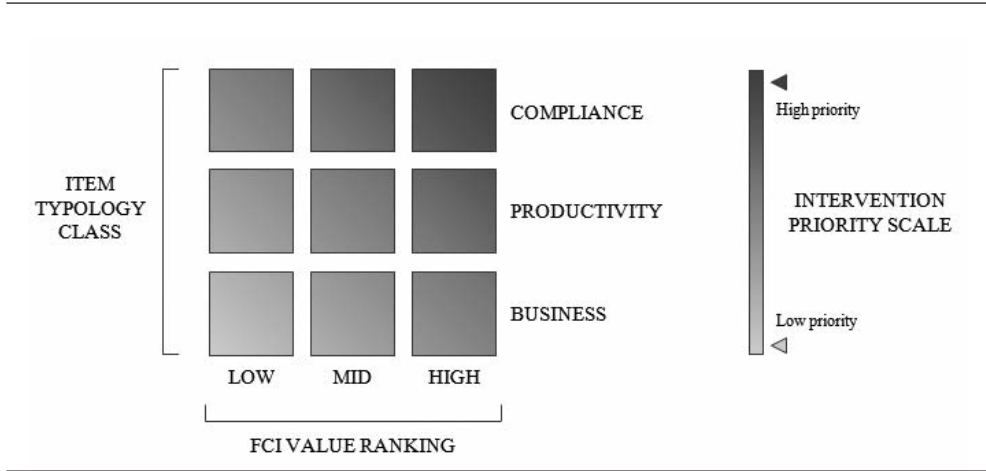 COMPLIANCE
High priority
ITEM
TYPOLOGY
CLASS
PRODUCTIVITY
INTERVENTION
PRIORITY SCALE
BUSINESS
Low priority
LOW MID HIGH
FCI VALUE RANKING